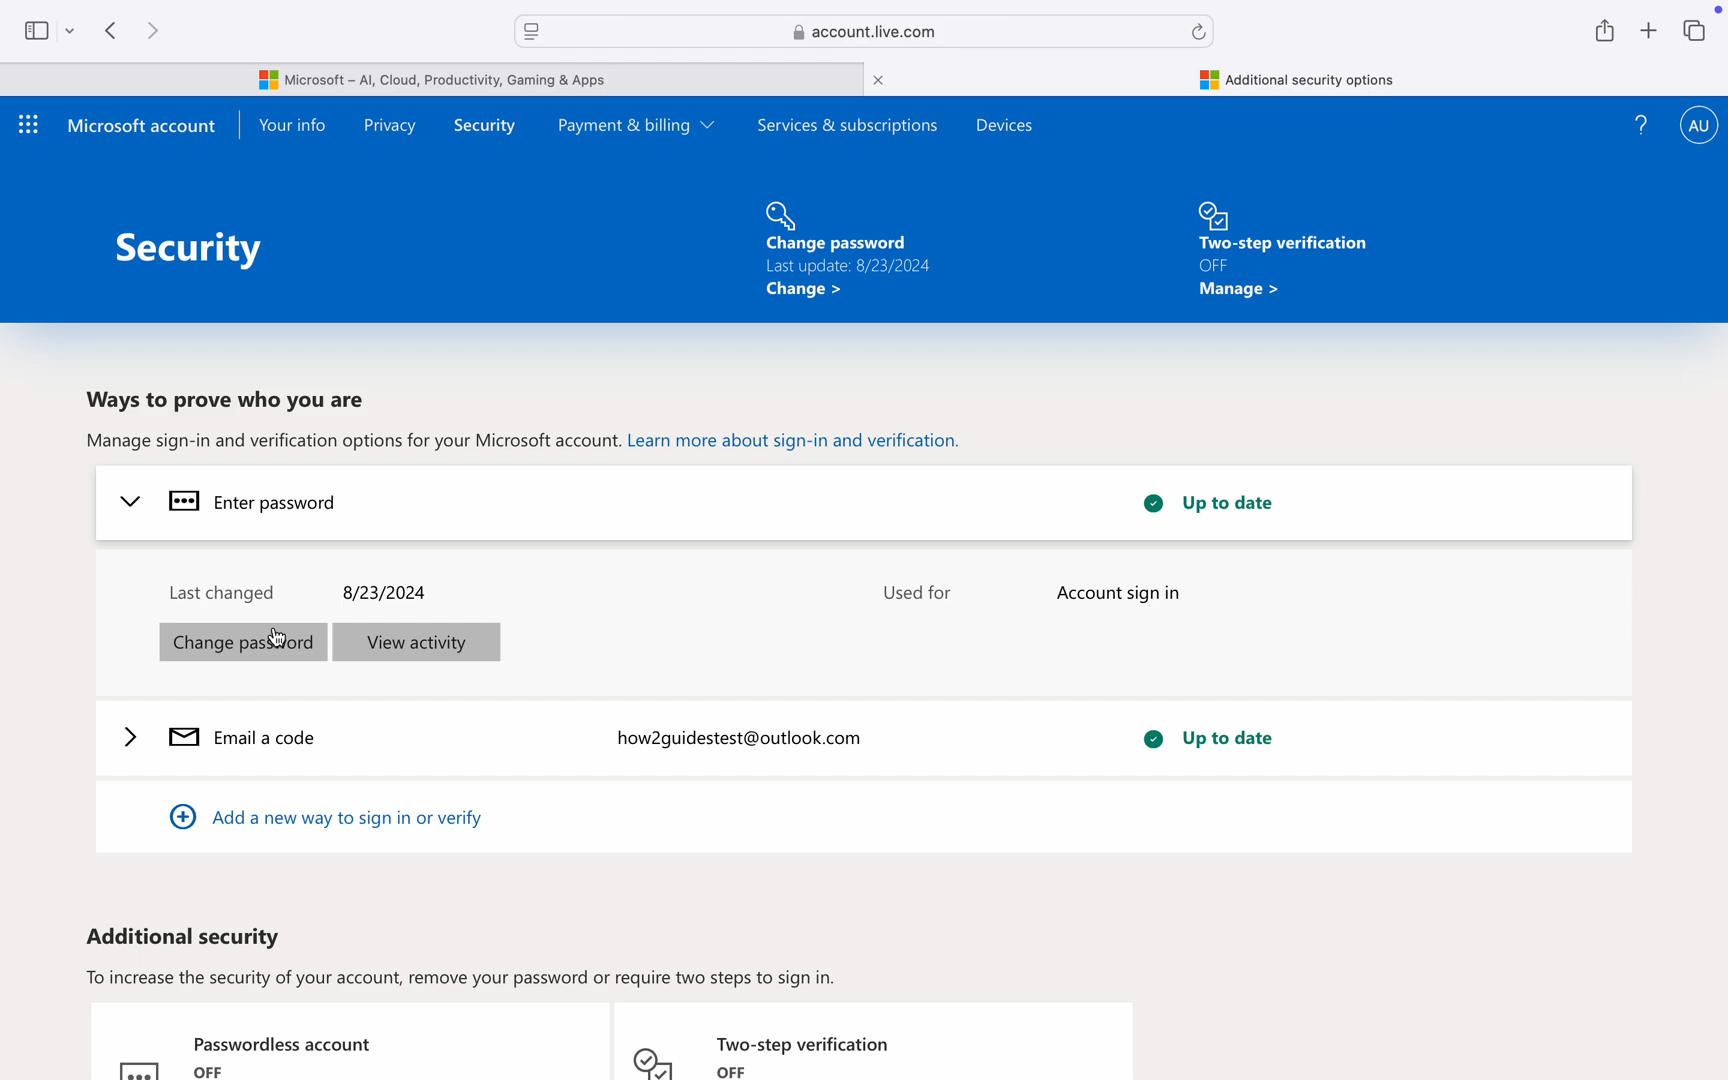 account.live.com
Microsoft – AI, Cloud, Productivity, Gaming & Apps
Additional security options
Microsoft account Your info Privacy Security Payment & billing Services & subscriptions Devices ? AU
Security
Change password
Last update: 8/23/2024
Change >
Two-step verification
OFF
Manage >
Ways to prove who you are
Manage sign-in and verification options for your Microsoft account. Learn more about sign-in and verification.
Enter password Up to date
Last changed 8/23/2024 Used for Account sign in
Change password View activity
Email a code how2guidestest@outlook.com Up to date
Add a new way to sign in or verify
Additional security
To increase the security of your account, remove your password or require two steps to sign in.
Passwordless account
OFF
Two-step verification
OFF